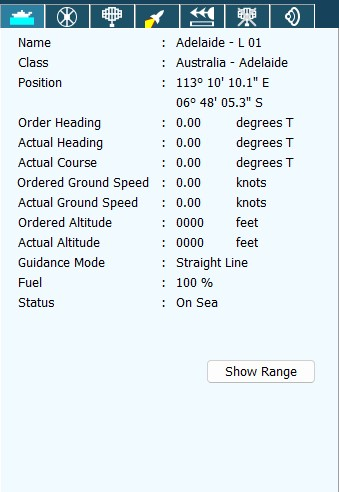 Name : Adelaide - L 01
Class : Australia - Adelaide
Position : 113° 10' 10.1" E
06° 48' 05.3" S
Order Heading : 0.00 degrees T
Actual Heading : 0.00 degrees T
Actual Course : 0.00 degrees T
Ordered Ground Speed : 0.00 knots
Actual Ground Speed : 0.00 knots
Ordered Altitude : 0000 feet
Actual Altitude : 0000 feet
Guidance Mode : Straight Line
Fuel : 100 %
Status : On Sea
Show Range